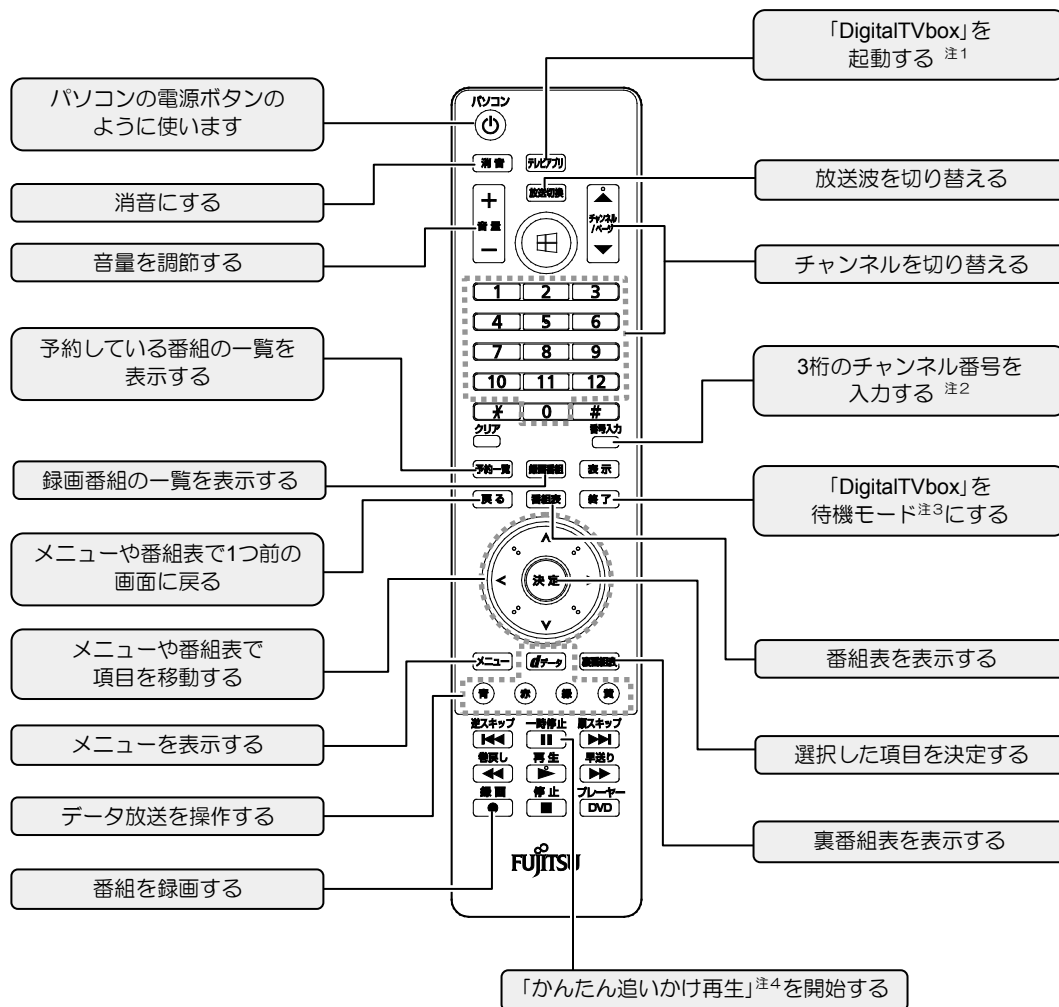 「DigitalTVbox」を
起動する 注1
パソコンの電源ボタンの
ように使います
消音にする
音量を調節する
放送波を切り替える
チャンネルを切り替える
予約している番組の一覧を
表示する
3桁のチャンネル番号を
入力する 注2
録画番組の一覧を表示する
「DigitalTVbox」を
待機モード注3にする
メニューや番組表で1つ前の
画面に戻る
メニューや番組表で
項目を移動する
番組表を表示する
メニューを表示する
選択した項目を決定する
データ放送を操作する
裏番組表を表示する
番組を録画する
「かんたん追いかけ再生」注4を開始する
パソコン
消音 テレビアプリ
+ 放送切換
音量 チャンネル
/ページ
−
1 2 3
4 5 6
7 8 9
10 11 12
* 0 #
クリア 番号入力
予約一覧 録画番組 表示
戻る 番組表 終了
決定
メニュー dデータ 裏番組表
青 赤 緑 黄
逆スキップ 一時停止 順スキップ
巻戻し 再生 早送り
録画 停止 プレーヤー
DVD
FUJITSU